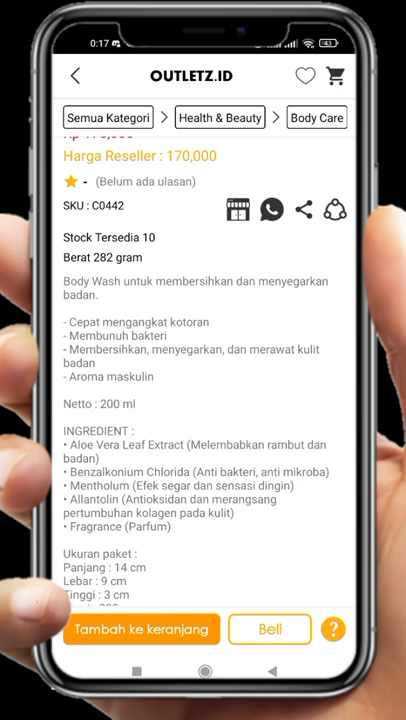 0:17
43
OUTLETZ.ID
Semua Kategori > Health & Beauty > Body Care
Harga Reseller : 170,000
- (Belum ada ulasan)
SKU : C0442
Stock Tersedia 10
Berat 282 gram
Body Wash untuk membersihkan dan menyegarkan
badan.
- Cepat mengangkat kotoran
- Membunuh bakteri
- Membersihkan, menyegarkan, dan merawat kulit
badan
- Aroma maskulin
Netto : 200 ml
INGREDIENT :
• Aloe Vera Leaf Extract (Melembabkan rambut dan
badan)
• Benzalkonium Chlorida (Anti bakteri, anti mikroba)
• Mentholum (Efek segar dan sensasi dingin)
• Allantolin (Antioksidan dan merangsang
pertumbuhan kolagen pada kulit)
• Fragrance (Parfum)
Ukuran paket :
Panjang : 14 cm
Lebar : 9 cm
Tinggi : 3 cm
Tambah ke keranjang
Beli
?